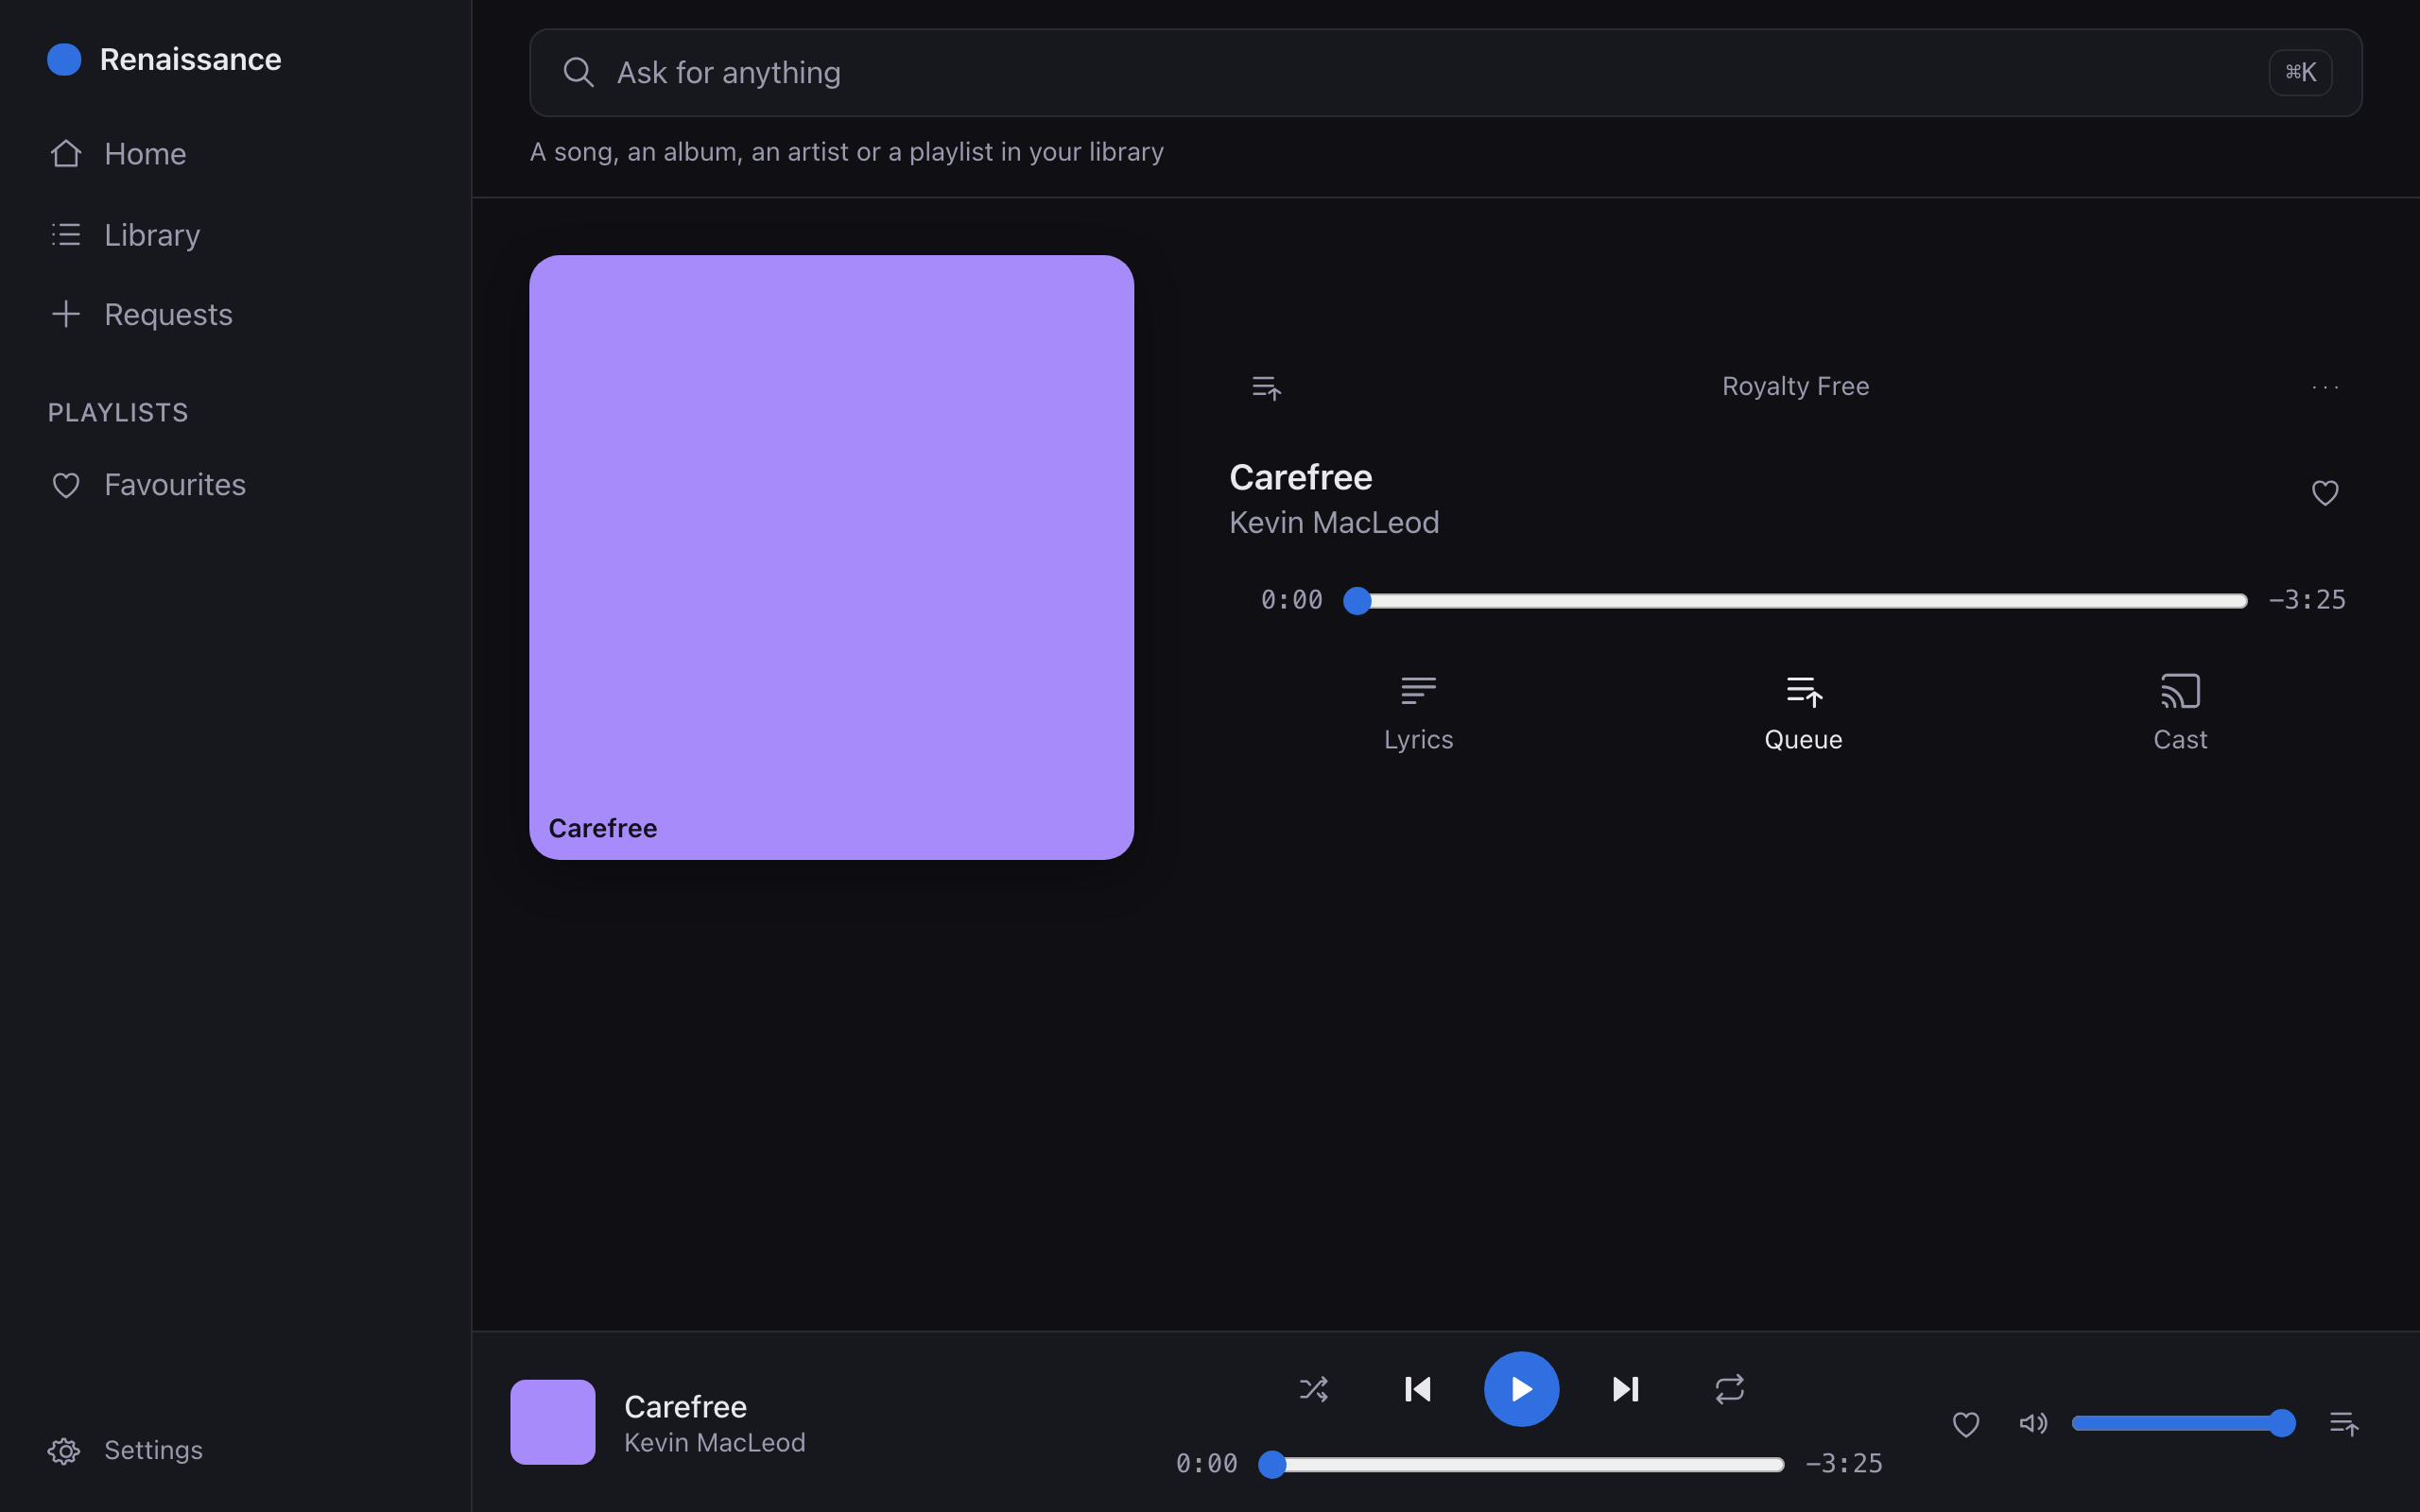 Renaissance
Home
Library
Requests
PLAYLISTS
Favourites
Settings
Ask for anything
⌘K
A song, an album, an artist or a playlist in your library
Carefree
Royalty Free
Carefree
Kevin MacLeod
0:00
−3:25
Lyrics
Queue
Cast
Carefree
Kevin MacLeod
0:00
−3:25